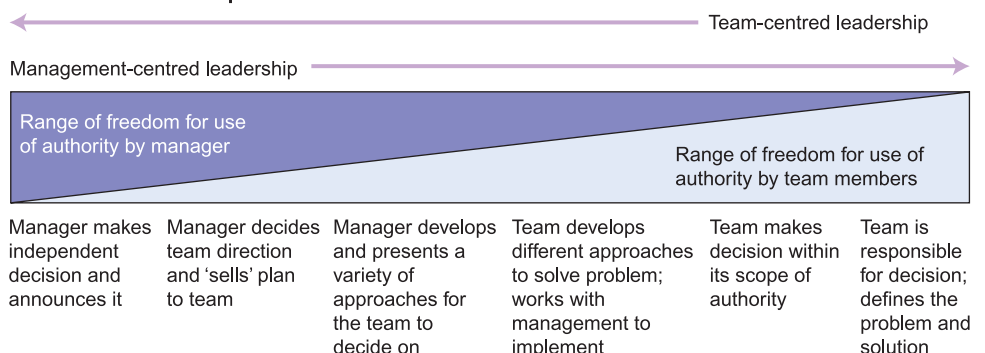 Team-centred leadership
Management-centred leadership
Range of freedom for use
of authority by manager
Range of freedom for use of
authority by team members
Manager makes
independent
decision and
announces it
Manager decides
team direction
and ‘sells’ plan
to team
Manager develops
and presents a
variety of
approaches for
the team to
decide on
Team develops
different approaches
to solve problem;
works with
management to
implement
Team makes
decision within
its scope of
authority
Team is
responsible
for decision;
defines the
problem and
solution